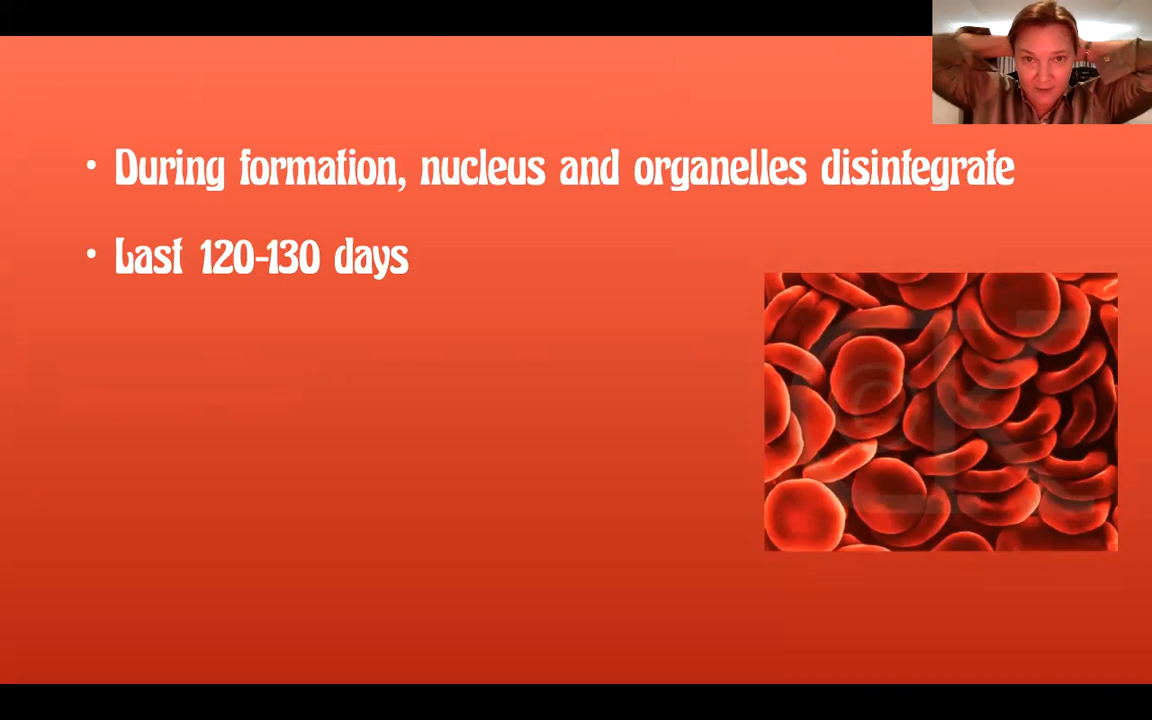 • During formation, nucleus and organelles disintegrate
• Last 120-130 days